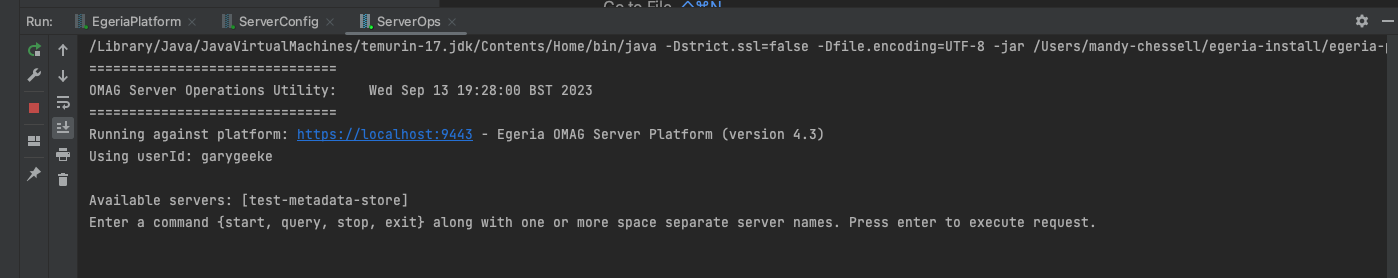 Go to File ⇧⌘N
Run: EgeriaPlatform × ServerConfig × ServerOps ×
/Library/Java/JavaVirtualMachines/temurin-17.jdk/Contents/Home/bin/java -Dstrict.ssl=false -Dfile.encoding=UTF-8 -jar /Users/mandy-chessell/egeria-install/egeria-
===============================
OMAG Server Operations Utility:    Wed Sep 13 19:28:00 BST 2023
===============================
Running against platform: https://localhost:9443 - Egeria OMAG Server Platform (version 4.3)
Using userId: garygeeke
Available servers: [test-metadata-store]
Enter a command {start, query, stop, exit} along with one or more space separate server names. Press enter to execute request.